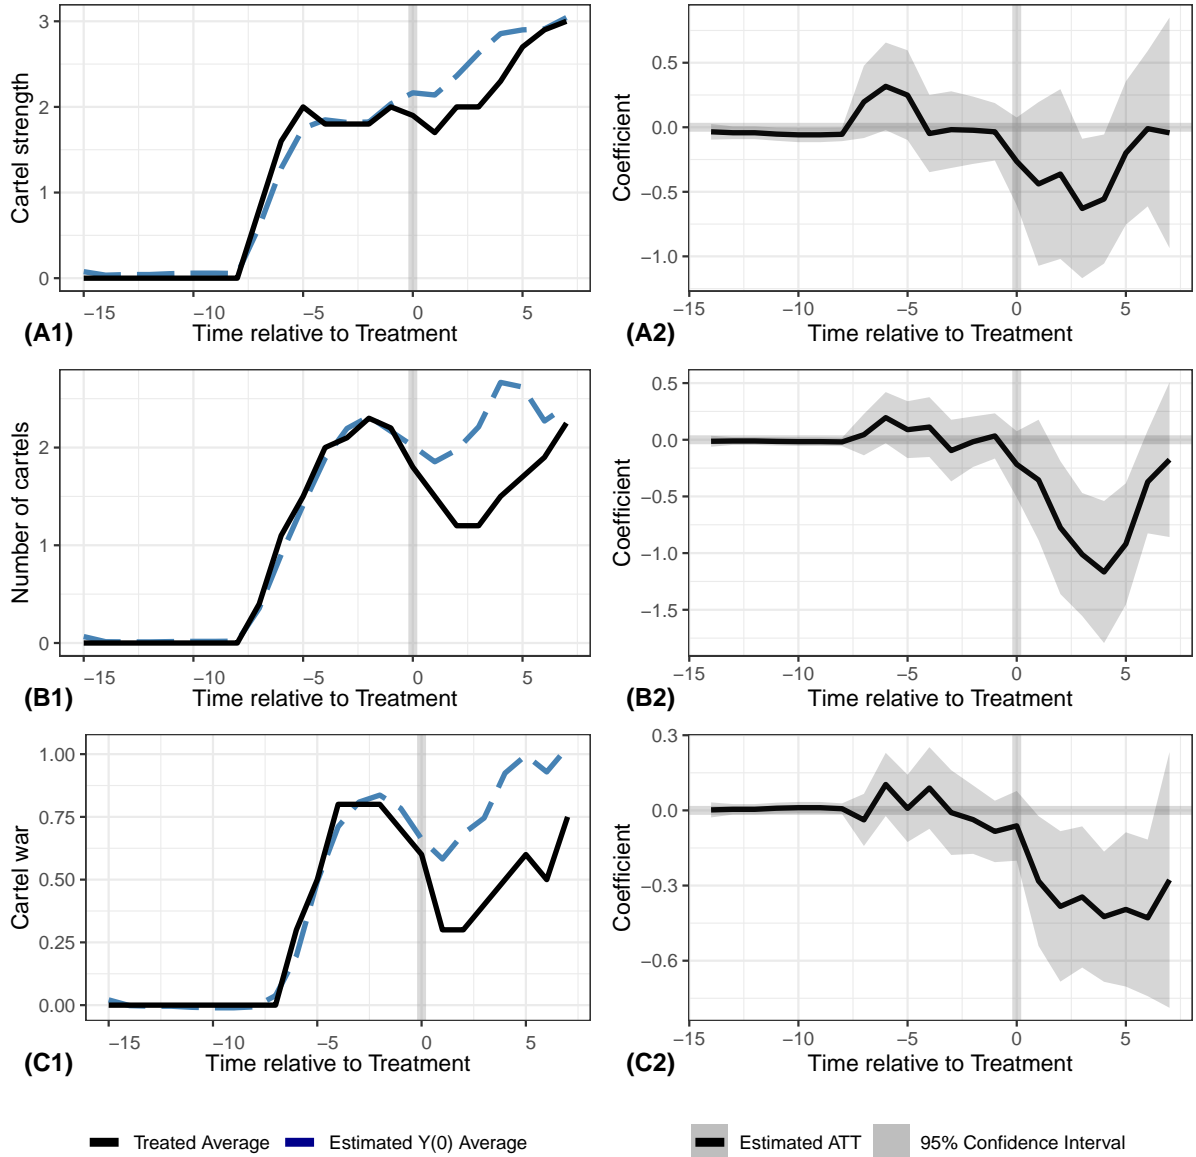 3
2
1
0
Cartel strength
−15
−10
−5
0
5
(A1)
Time relative to Treatment
0.5
0.0
−0.5
−1.0
Coefficient
−15
−10
−5
0
5
(A2)
Time relative to Treatment
2
1
0
Number of cartels
−15
−10
−5
0
5
(B1)
Time relative to Treatment
0.5
0.0
−0.5
−1.0
−1.5
Coefficient
−15
−10
−5
0
5
(B2)
Time relative to Treatment
1.00
0.75
0.50
0.25
0.00
Cartel war
−15
−10
−5
0
5
(C1)
Time relative to Treatment
0.3
0.0
−0.3
−0.6
Coefficient
−15
−10
−5
0
5
(C2)
Time relative to Treatment
Treated Average
Estimated Y(0) Average
Estimated ATT
95% Confidence Interval